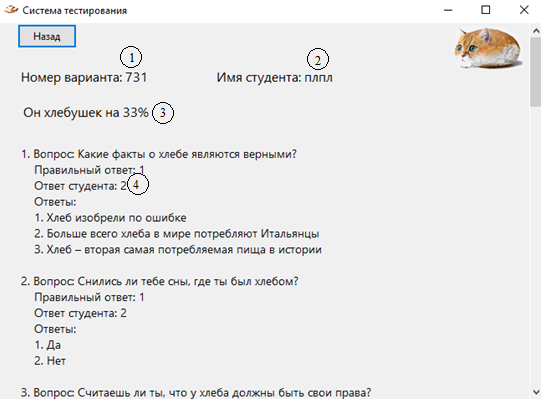 Система тестирования
Назад
1
2
Номер варианта: 731 Имя студента: плпл
Он хлебушек на 33% 3
1. Вопрос: Какие факты о хлебе являются верными?
Правильный ответ: 1
Ответ студента: 2 4
Ответы:
1. Хлеб изобрели по ошибке
2. Больше всего хлеба в мире потребляют Итальянцы
3. Хлеб – вторая самая потребляемая пища в истории
2. Вопрос: Снились ли тебе сны, где ты был хлебом?
Правильный ответ: 1
Ответ студента: 2
Ответы:
1. Да
2. Нет
3. Вопрос: Считаешь ли ты, что у хлеба должны быть свои права?